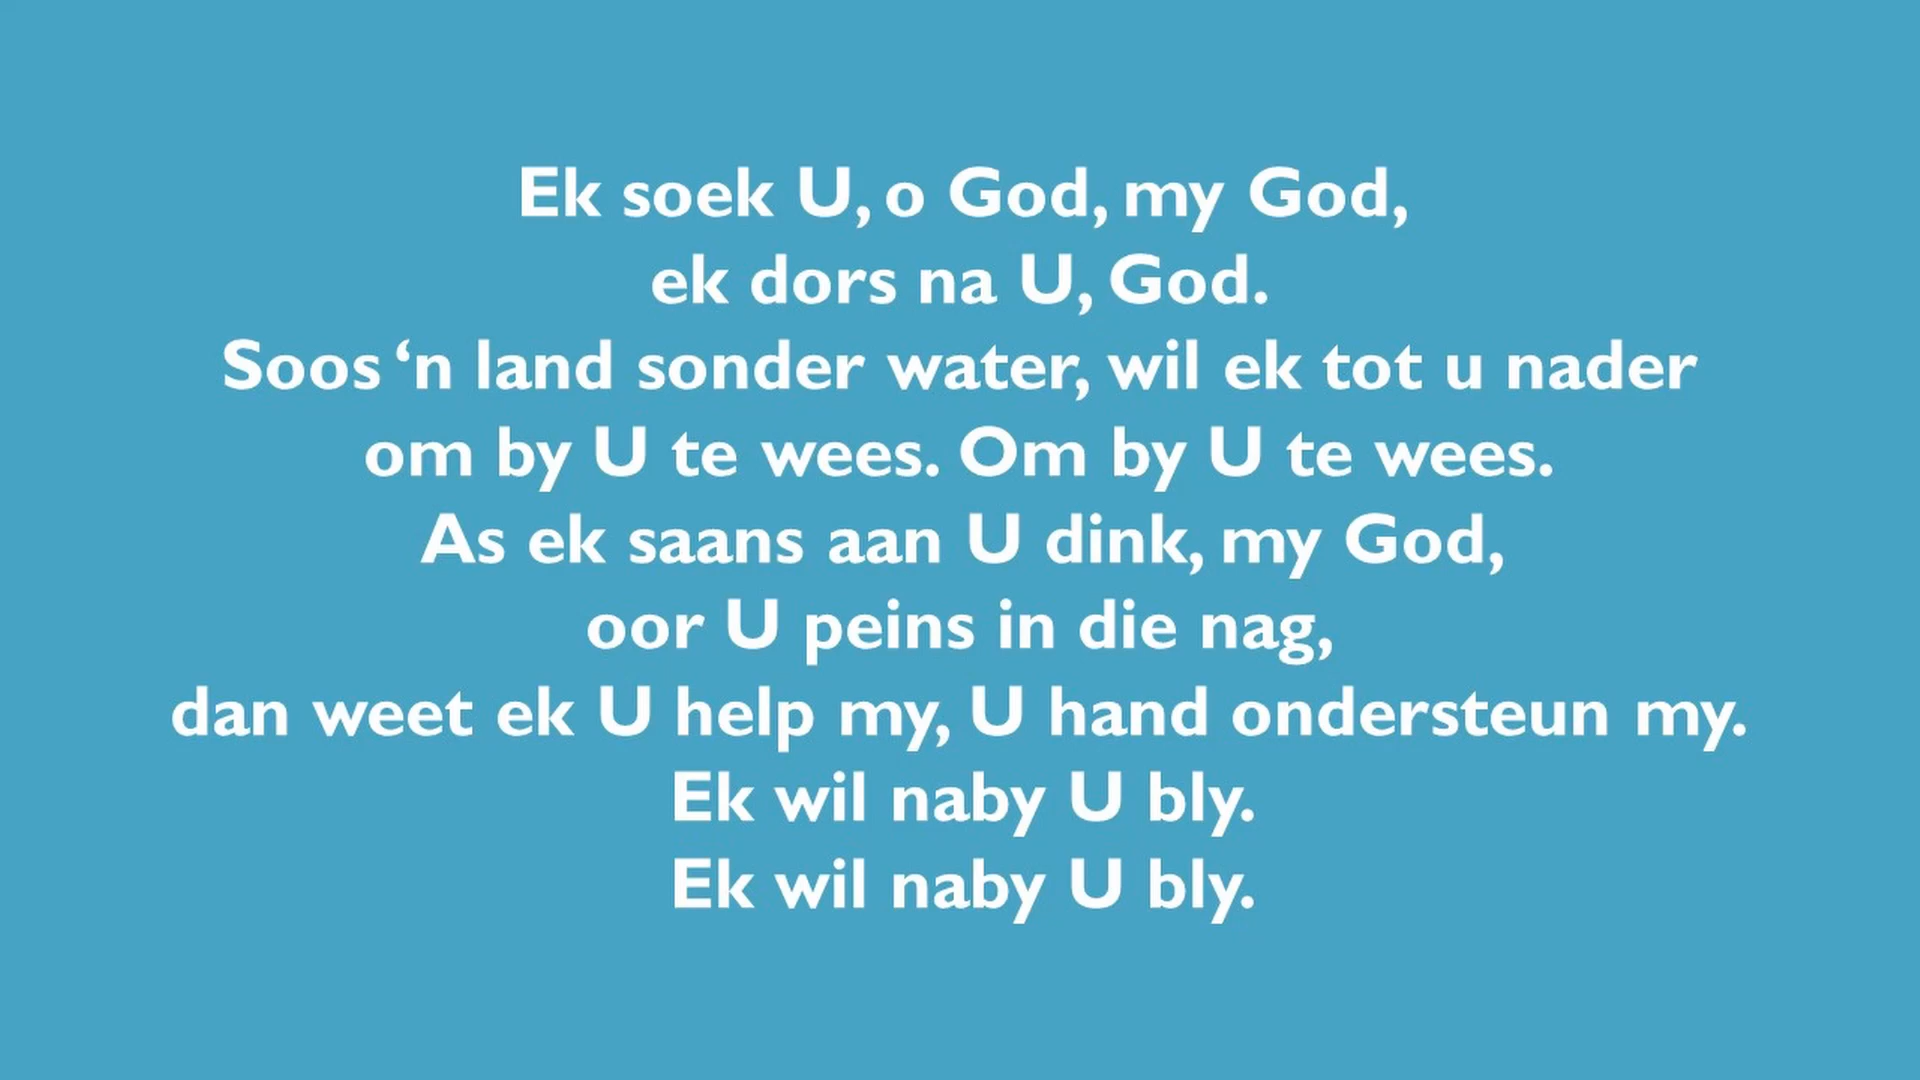 Ek soek U, o God, my God,
ek dors na U, God.
Soos ‘n land sonder water, wil ek tot u nader
om by U te wees. Om by U te wees.
As ek saans aan U dink, my God,
oor U peins in die nag,
dan weet ek U help my, U hand ondersteun my.
Ek wil naby U bly.
Ek wil naby U bly.